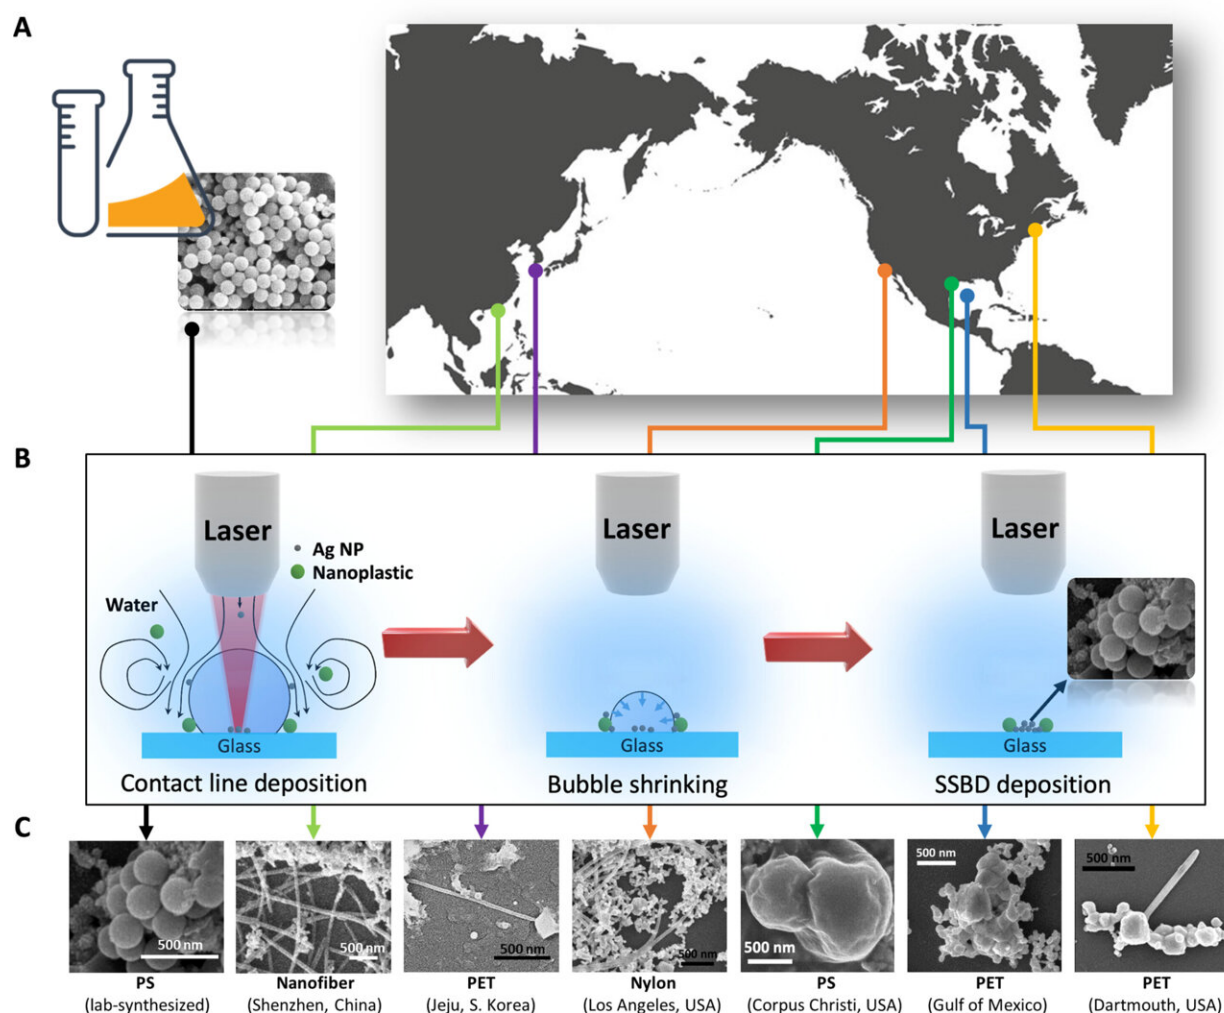 A
B
Laser
Laser
Laser
Ag NP
Nanoplastic
Water
Glass
Glass
Glass
Contact line deposition
Bubble shrinking
SSBD deposition
C
500 nm
500 nm
500 nm
500 nm
500 nm
500 nm
500 nm
PS
(lab-synthesized)
Nanofiber
(Shenzhen, China)
PET
(Jeju, S. Korea)
Nylon
(Los Angeles, USA)
PS
(Corpus Christi, USA)
PET
(Gulf of Mexico)
PET
(Dartmouth, USA)